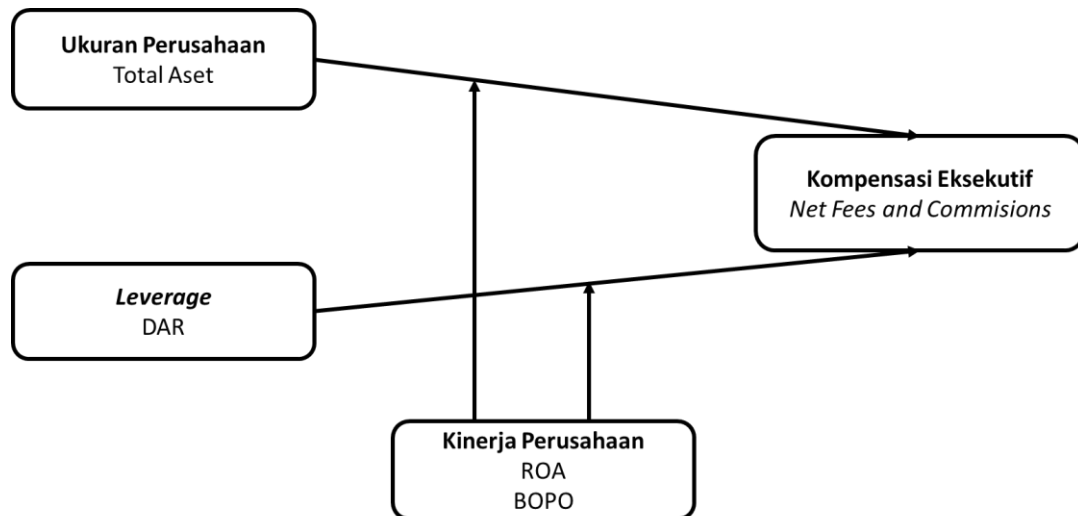 Ukuran Perusahaan
Total Aset
Kompensasi Eksekutif
Net Fees and Commisions
Leverage
DAR
Kinerja Perusahaan
ROA
BOPO